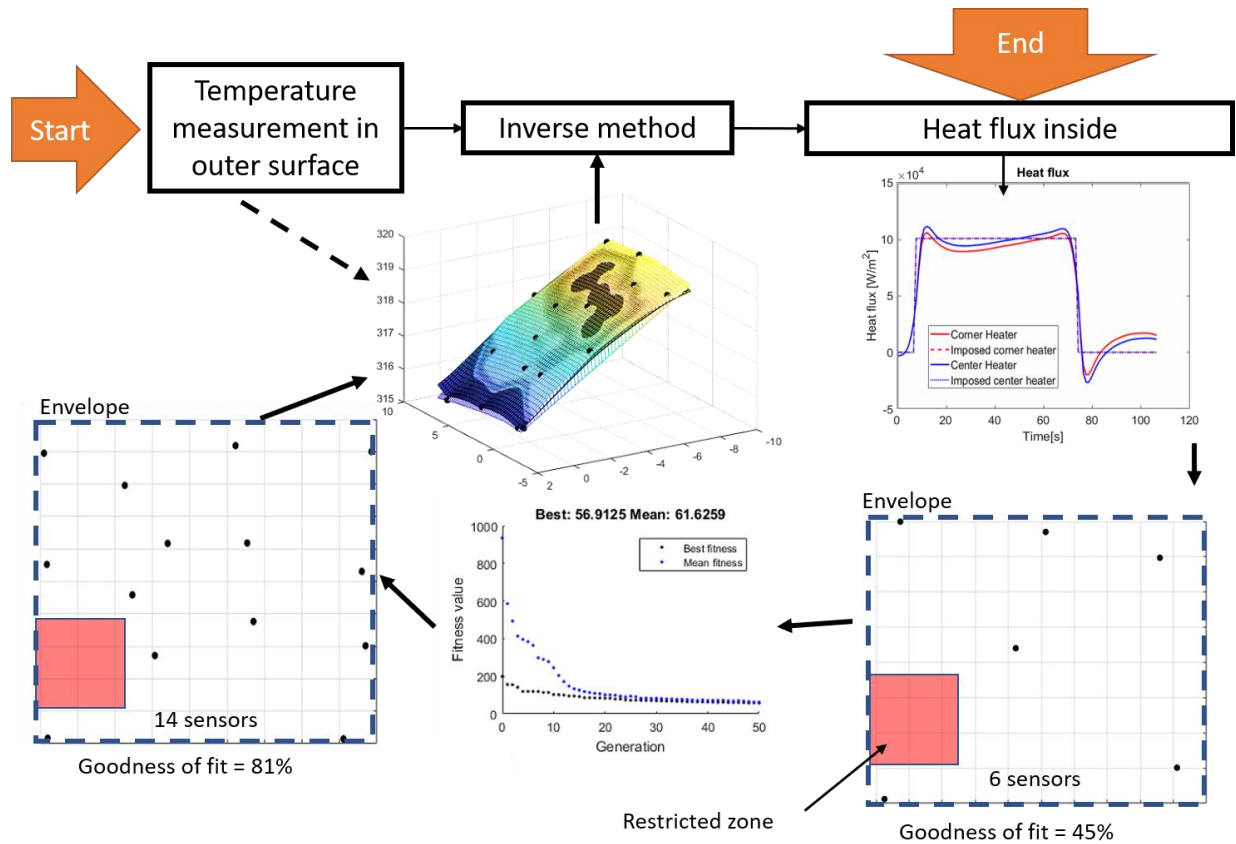 Start
Temperature
measurement in
outer surface
Inverse method
End
Heat flux inside
320
319
318
317
316
315
10
5
0
-5
2
0
-2
-4
-6
-8
-10
×10⁴
Heat flux
15
10
5
0
-5
Heat flux [W/m²]
Corner Heater
Imposed corner heater
Center Heater
Imposed center heater
0
20
40
60
80
100
120
Time[s]
Envelope
14 sensors
Goodness of fit = 81%
Best: 56.9125 Mean: 61.6259
1000
800
600
400
200
0
Fitness value
Best fitness
Mean fitness
0
10
20
30
40
50
Generation
Envelope
6 sensors
Restricted zone
Goodness of fit = 45%